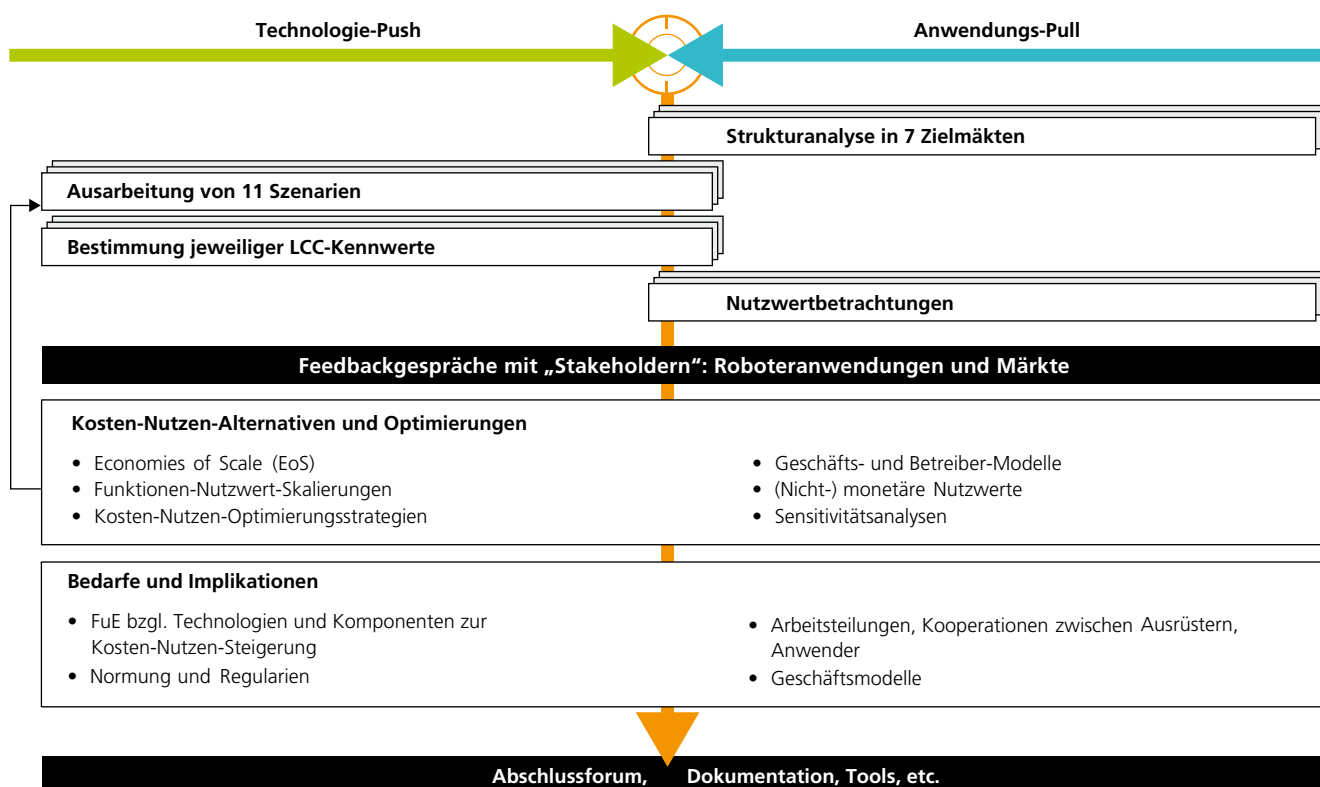 Technologie-Push
Anwendungs-Pull
Strukturanalyse in 7 Zielmäkten
Ausarbeitung von 11 Szenarien
Bestimmung jeweiliger LCC-Kennwerte
Nutzwertbetrachtungen
Feedbackgespräche mit „Stakeholdern“: Roboteranwendungen und Märkte
Kosten-Nutzen-Alternativen und Optimierungen
• Economies of Scale (EoS)
• Funktionen-Nutzwert-Skalierungen
• Kosten-Nutzen-Optimierungsstrategien
• Geschäfts- und Betreiber-Modelle
• (Nicht-) monetäre Nutzwerte
• Sensitivitätsanalysen
Bedarfe und Implikationen
• FuE bzgl. Technologien und Komponenten zur
Kosten-Nutzen-Steigerung
• Normung und Regularien
• Arbeitsteilungen, Kooperationen zwischen Ausrüstern,
Anwender
• Geschäftsmodelle
Abschlussforum, Dokumentation, Tools, etc.